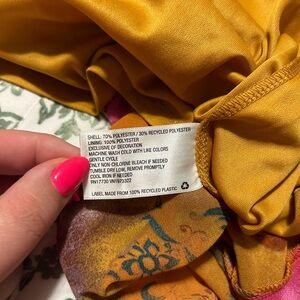 SHELL: 70% POLYESTER / 30% RECYCLED POLYESTER
LINING: 100% POLYESTER
EXCLUSIVE OF DECORATION
MACHINE WASH COLD WITH LIKE COLORS
GENTLE CYCLE
ONLY NON-CHLORINE BLEACH IF NEEDED
TUMBLE DRY LOW, REMOVE PROMPTLY
COOL IRON IF NEEDED
RN17730
LABEL MADE FROM 100% RECYCLED PLASTIC